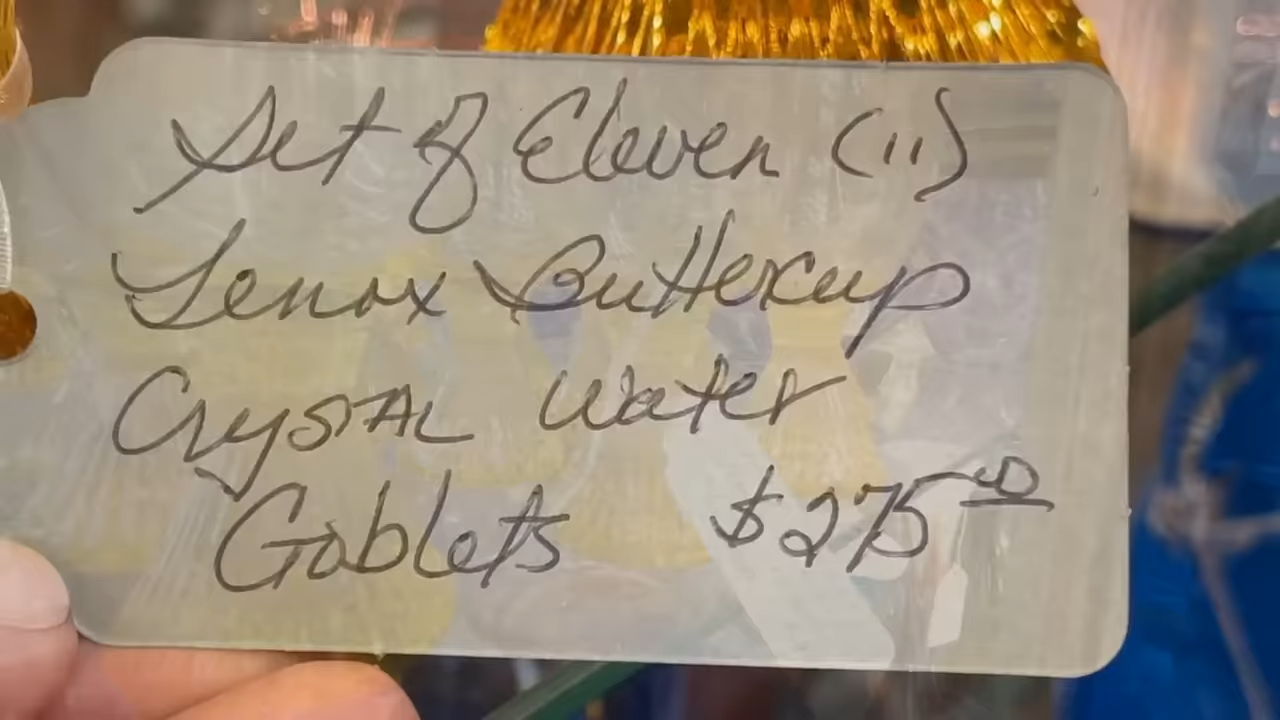 Set of Eleven (11)
Lenox Buttercup
Crystal Water
Goblets $275 00